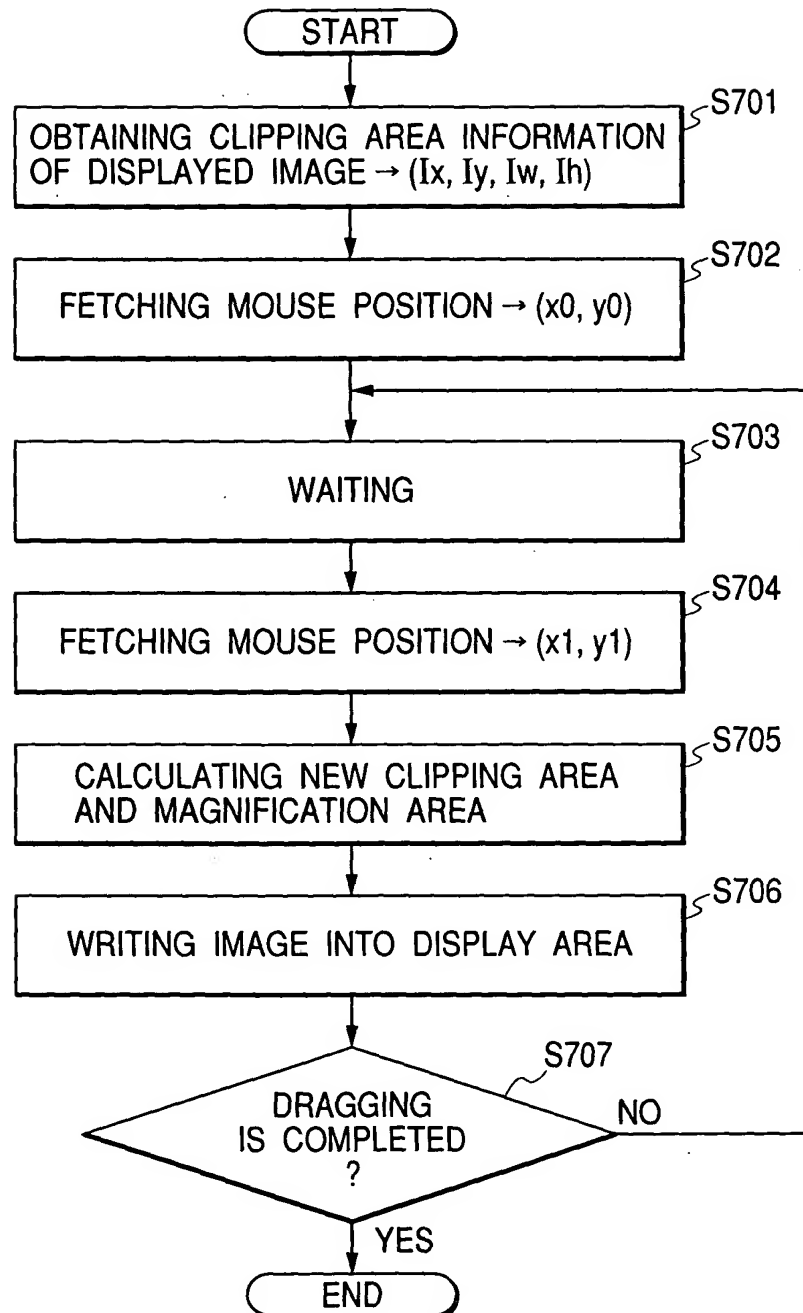 START
S701
OBTAINING CLIPPING AREA INFORMATION
OF DISPLAYED IMAGE → (Ix, Iy, Iw, Ih)
S702
FETCHING MOUSE POSITION → (x0, y0)
S703
WAITING
S704
FETCHING MOUSE POSITION → (x1, y1)
S705
CALCULATING NEW CLIPPING AREA
AND MAGNIFICATION AREA
S706
WRITING IMAGE INTO DISPLAY AREA
S707
DRAGGING
IS COMPLETED
?
NO
YES
END